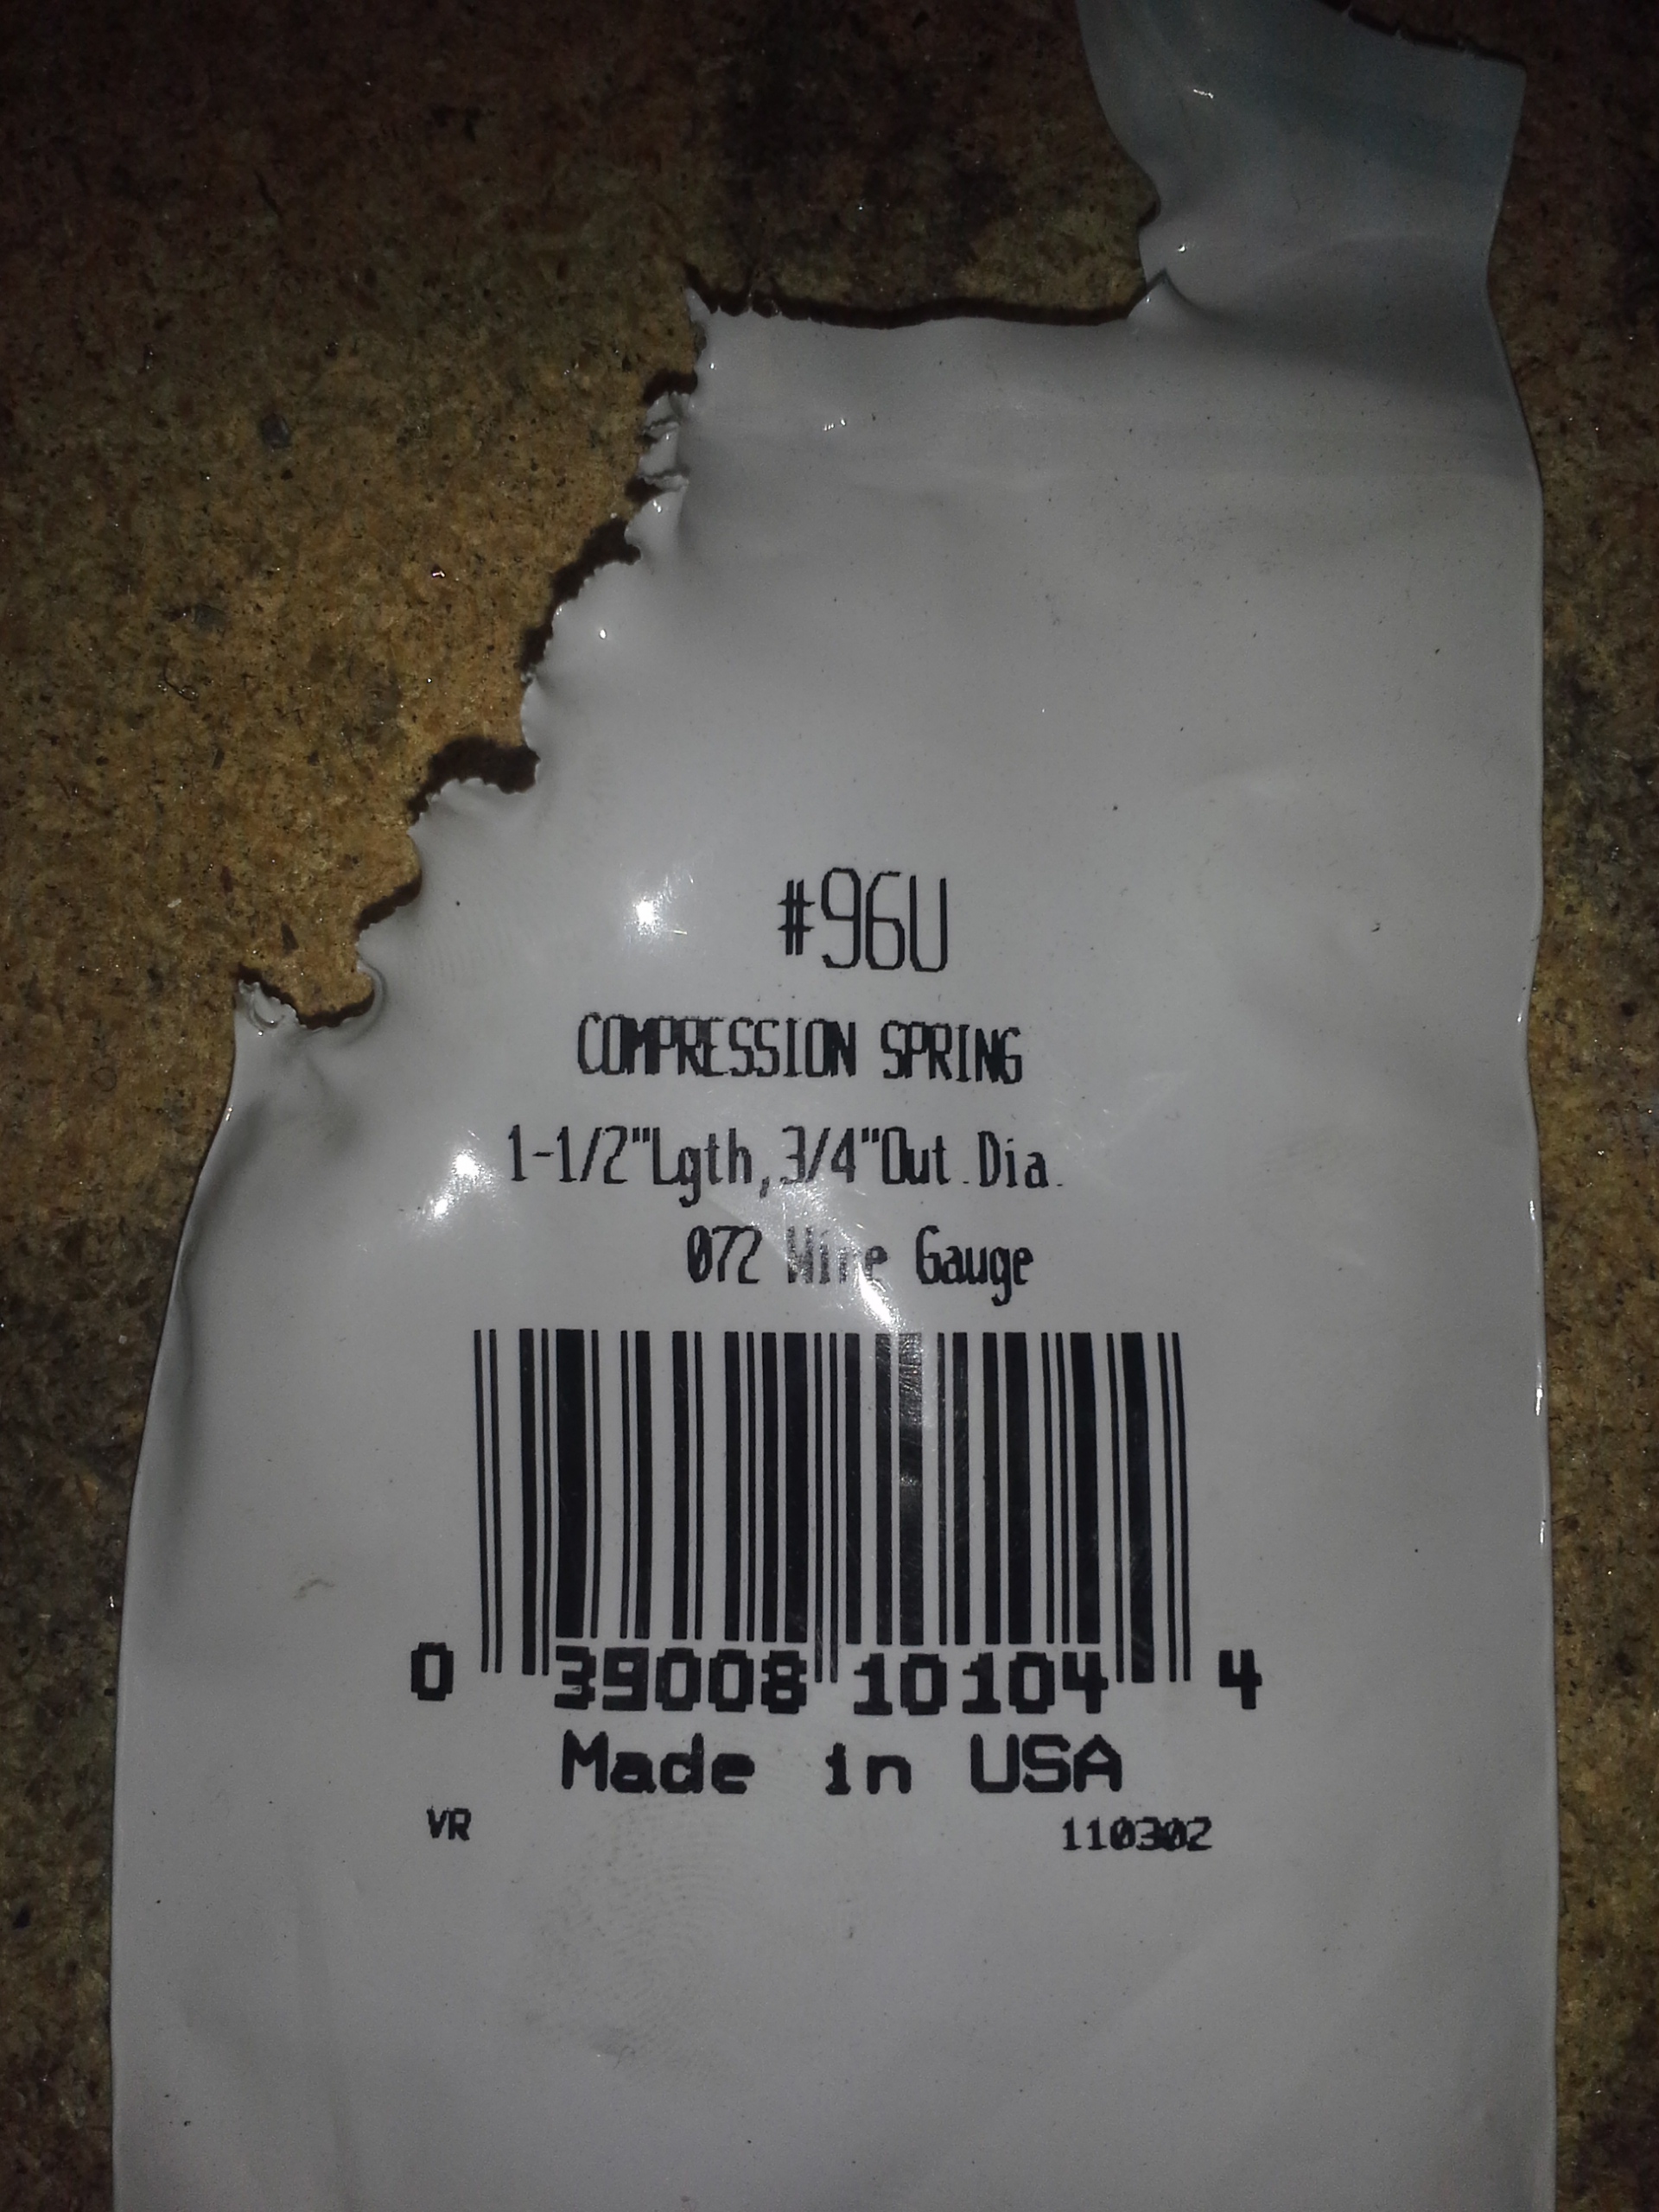 #96U
COMPRESSION SPRING
1-1/2"Lgth,3/4"Out.Dia.
072 Wire Gauge
0 39008 10104 4
Made in USA
VR 110302